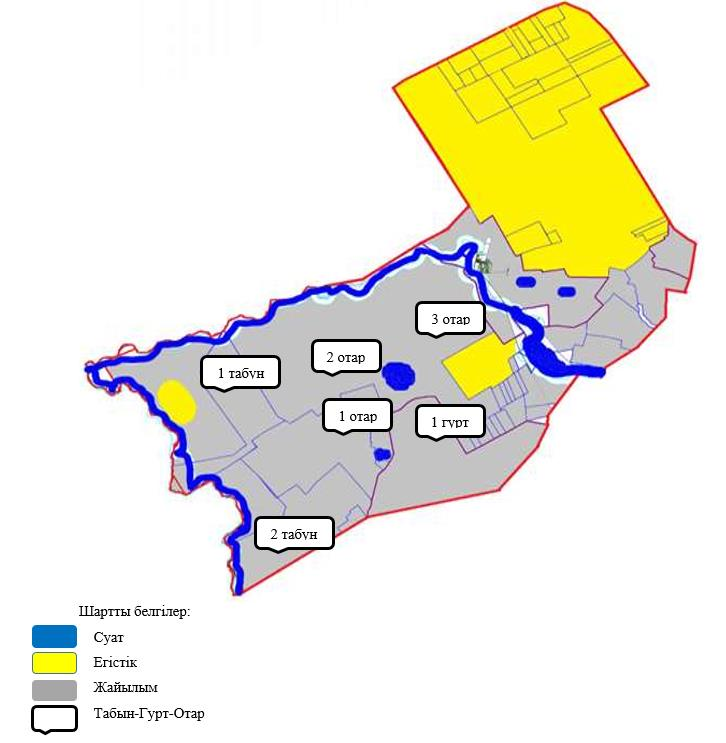 3 отар
2 отар
1 табун
1 отар
1 гурт
2 табун
Шартты белгілер:
Суат
Егістік
Жайылым
Табын-Гурт-Отар